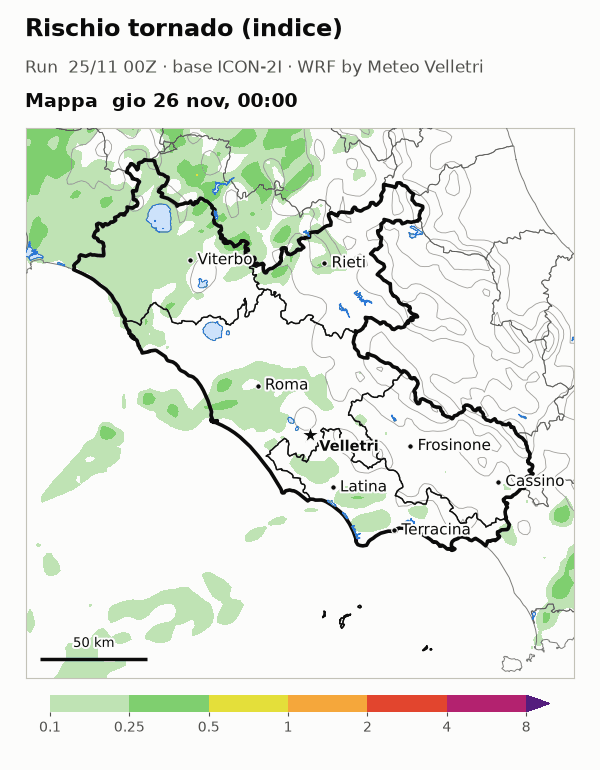 Rischio tornado (indice)
Run  25/11 00Z · base ICON-2I · WRF by Meteo Velletri
Mappa  gio 26 nov, 00:00
Viterbo
Rieti
Roma
Velletri
Frosinone
Latina
Cassino
Terracina
50 km
0.1 0.25 0.5 1 2 4 8